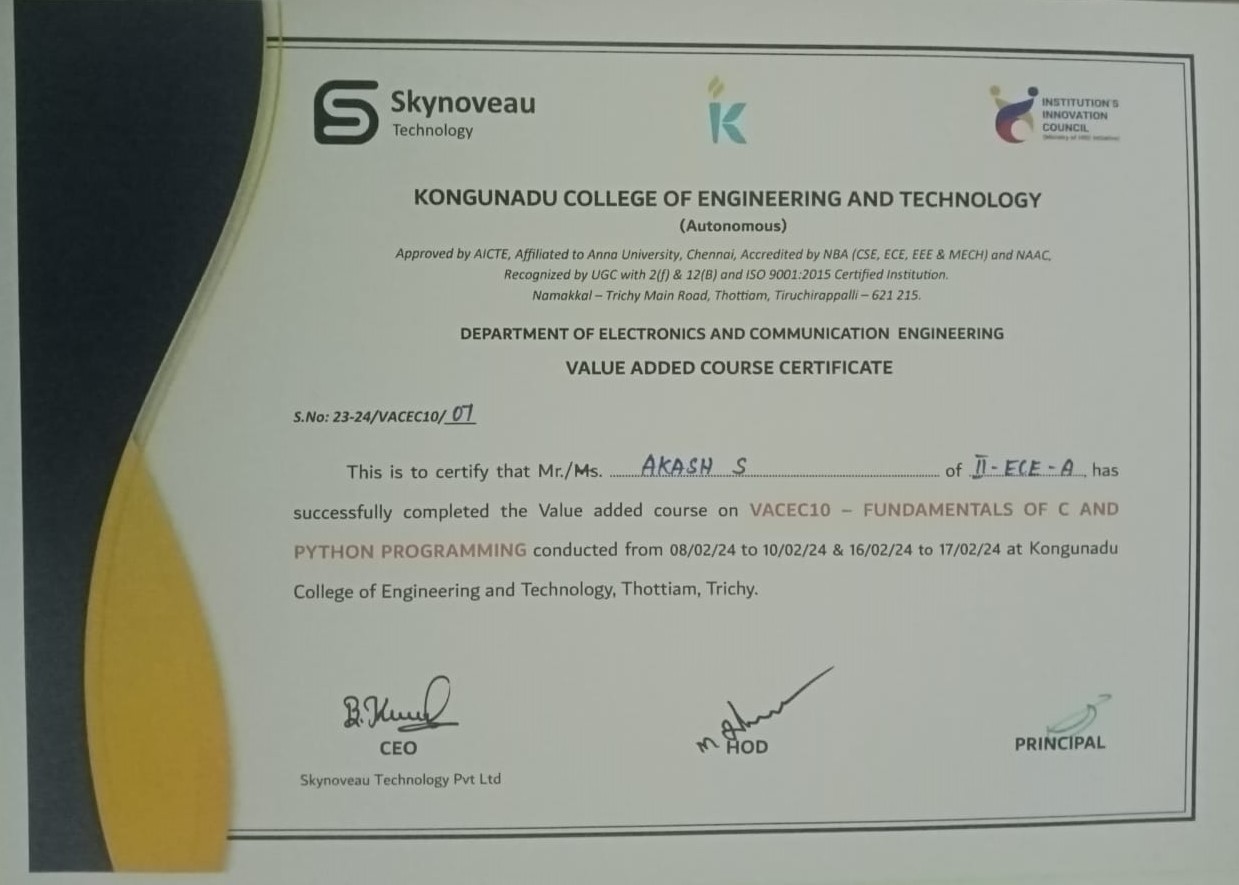 Skynoveau
Technology
K
INSTITUTION'S
INNOVATION
COUNCIL
KONGUNADU COLLEGE OF ENGINEERING AND TECHNOLOGY
(Autonomous)
Approved by AICTE, Affiliated to Anna University, Chennai, Accredited by NBA (CSE, ECE, EEE & MECH) and NAAC,
Recognized by UGC with 2(f) & 12(B) and ISO 9001:2015 Certified Institution.
Namakkal – Trichy Main Road, Thottiam, Tiruchirappalli – 621 215.
DEPARTMENT OF ELECTRONICS AND COMMUNICATION ENGINEERING
VALUE ADDED COURSE CERTIFICATE
S.No: 23-24/VACEC10/ 07
This is to certify that Mr./Ms. AKASH S of II - ECE - A has
successfully completed the Value added course on VACEC10 – FUNDAMENTALS OF C AND
PYTHON PROGRAMMING conducted from 08/02/24 to 10/02/24 & 16/02/24 to 17/02/24 at Kongunadu
College of Engineering and Technology, Thottiam, Trichy.
CEO
Skynoveau Technology Pvt Ltd
HOD
PRINCIPAL